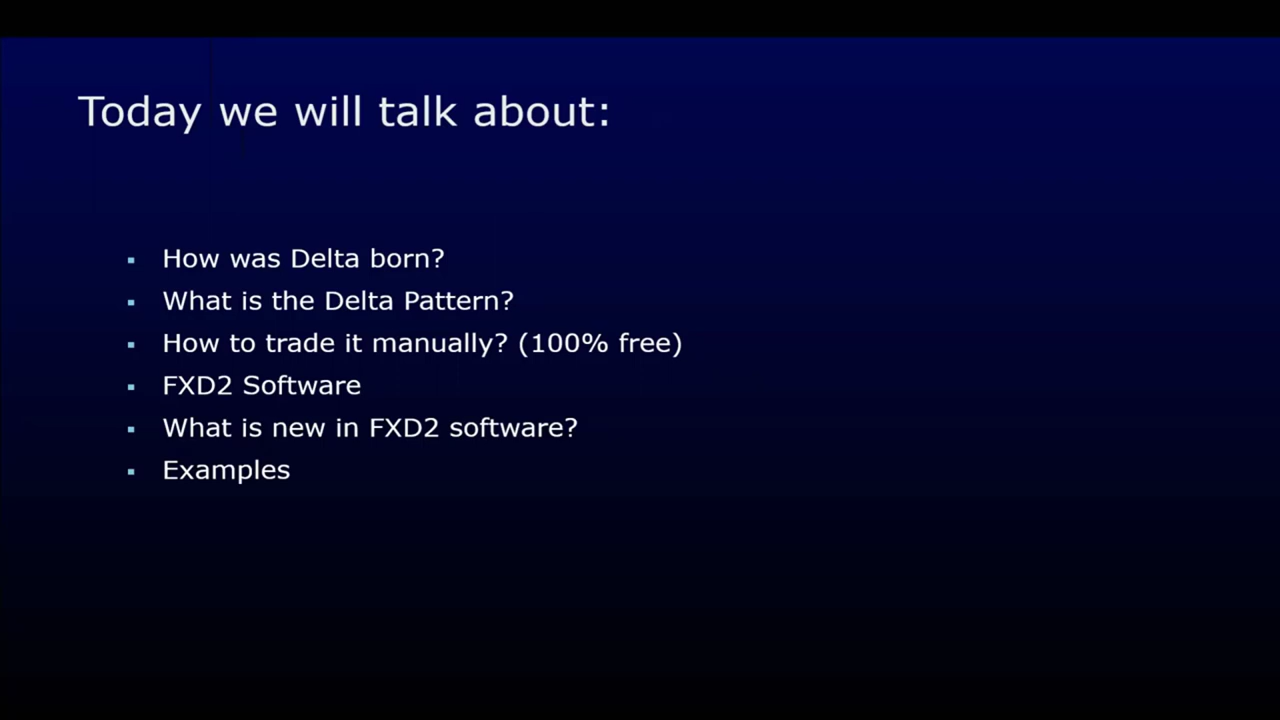 Today we will talk about:
How was Delta born?
What is the Delta Pattern?
How to trade it manually? (100% free)
FXD2 Software
What is new in FXD2 software?
Examples